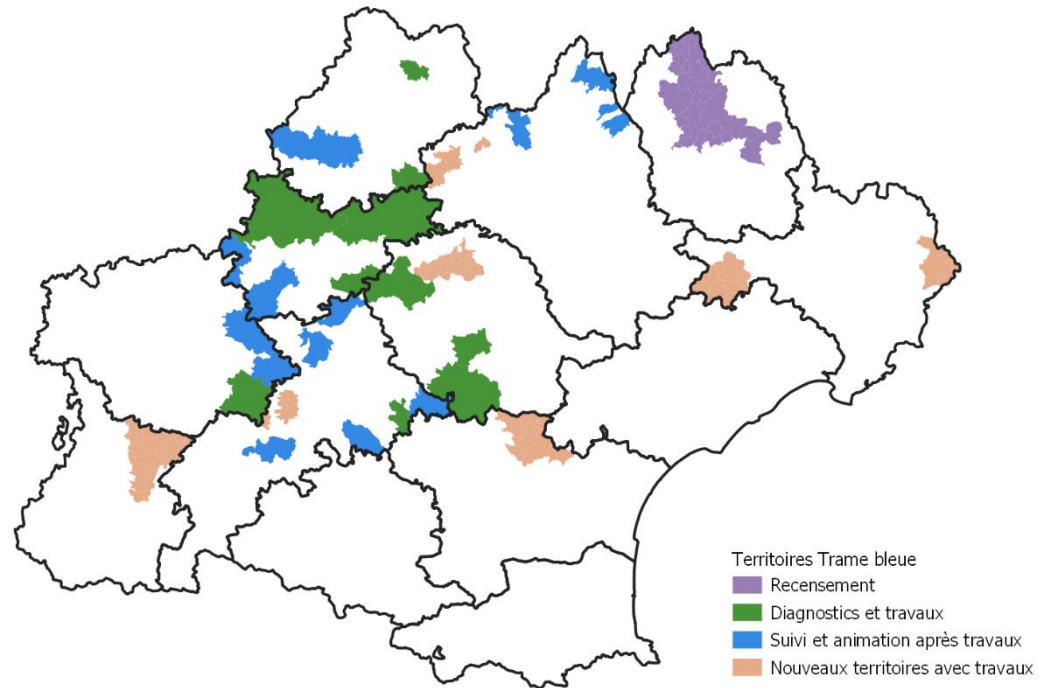 Territoires Trame bleue
Recensement
Diagnostics et travaux
Suivi et animation après travaux
Nouveaux territoires avec travaux